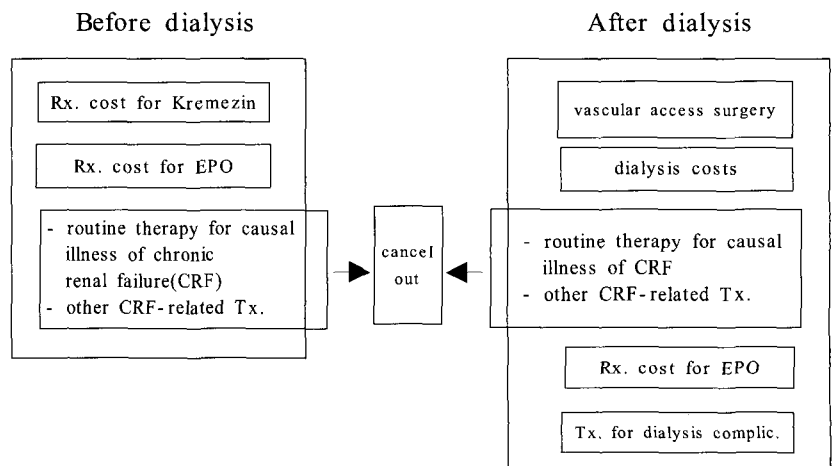 Before dialysis
Rx. cost for Kremezin
Rx. cost for EPO
- routine therapy for causal
illness of chronic
renal failure(CRF)
- other CRF-related Tx.
cancel
out
After dialysis
vascular access surgery
dialysis costs
- routine therapy for causal
illness of CRF
- other CRF-related Tx.
Rx. cost for EPO
Tx. for dialysis complic.